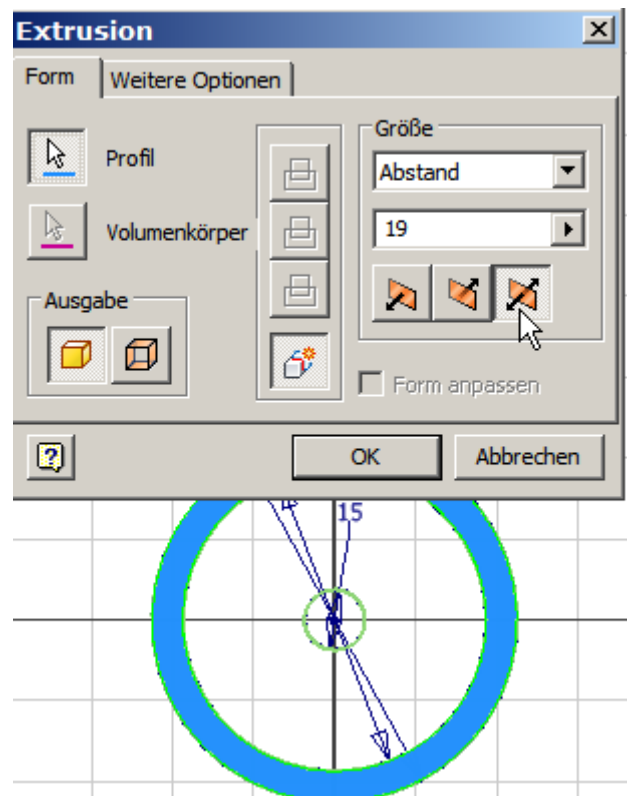 Extrusion
Form
Weitere Optionen
Profil
Volumenkörper
Ausgabe
Größe
Abstand
19
Form anpassen
OK
Abbrechen
15